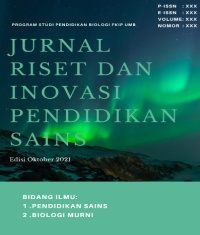 PROGRAM STUDI PENDIDIKAN BIOLOGI FKIP UMB
P-ISSN : XXX
E-ISSN : XXX
VOLUME: XXX
NOMOR : XXX
JURNAL
RISET DAN
INOVASI
PENDIDIKAN
SAINS
Edisi Oktober 2021
BIDANG ILMU:
1 .PENDIDIKAN SAINS
2 .BIOLOGI MURNI